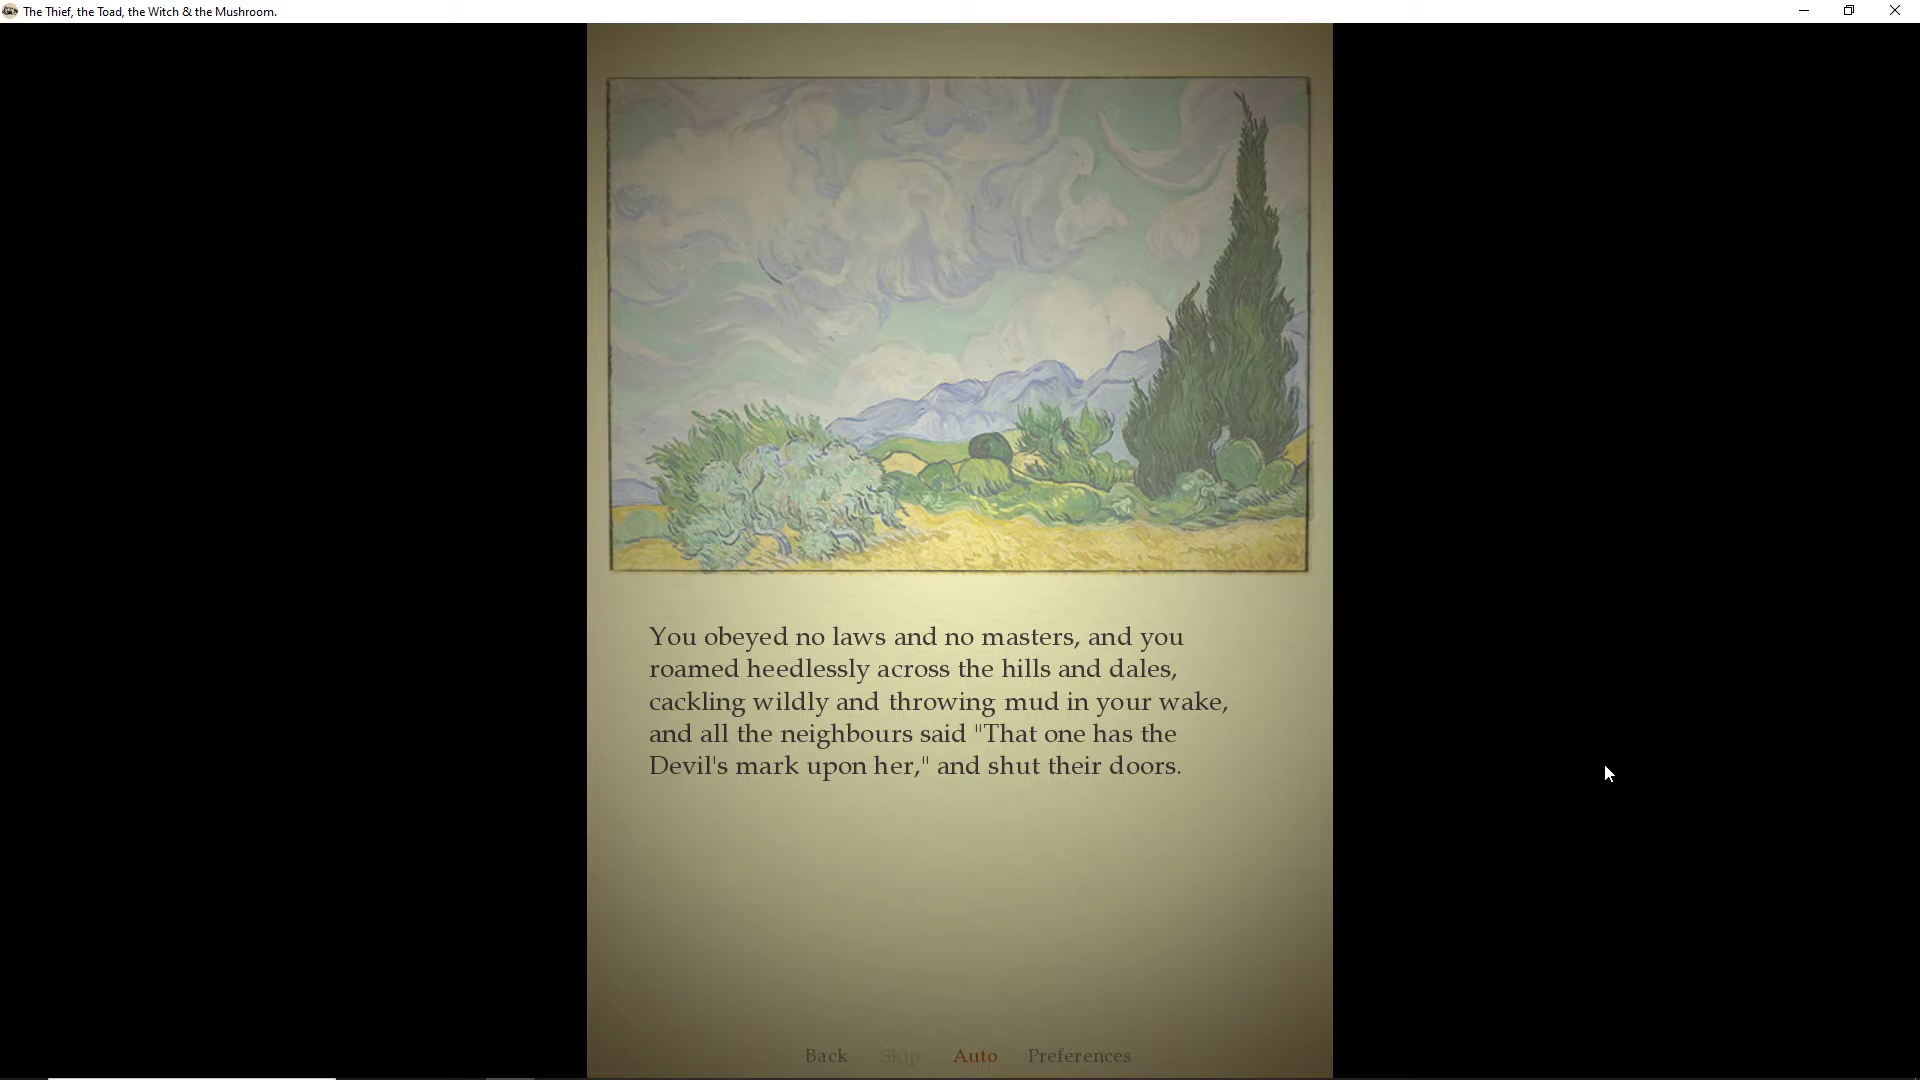 The Thief, the Toad, the Witch & the Mushroom.
You obeyed no laws and no masters, and you
roamed heedlessly across the hills and dales,
cackling wildly and throwing mud in your wake,
and all the neighbours said "That one has the
Devil's mark upon her," and shut their doors.
Back Skip Auto Preferences